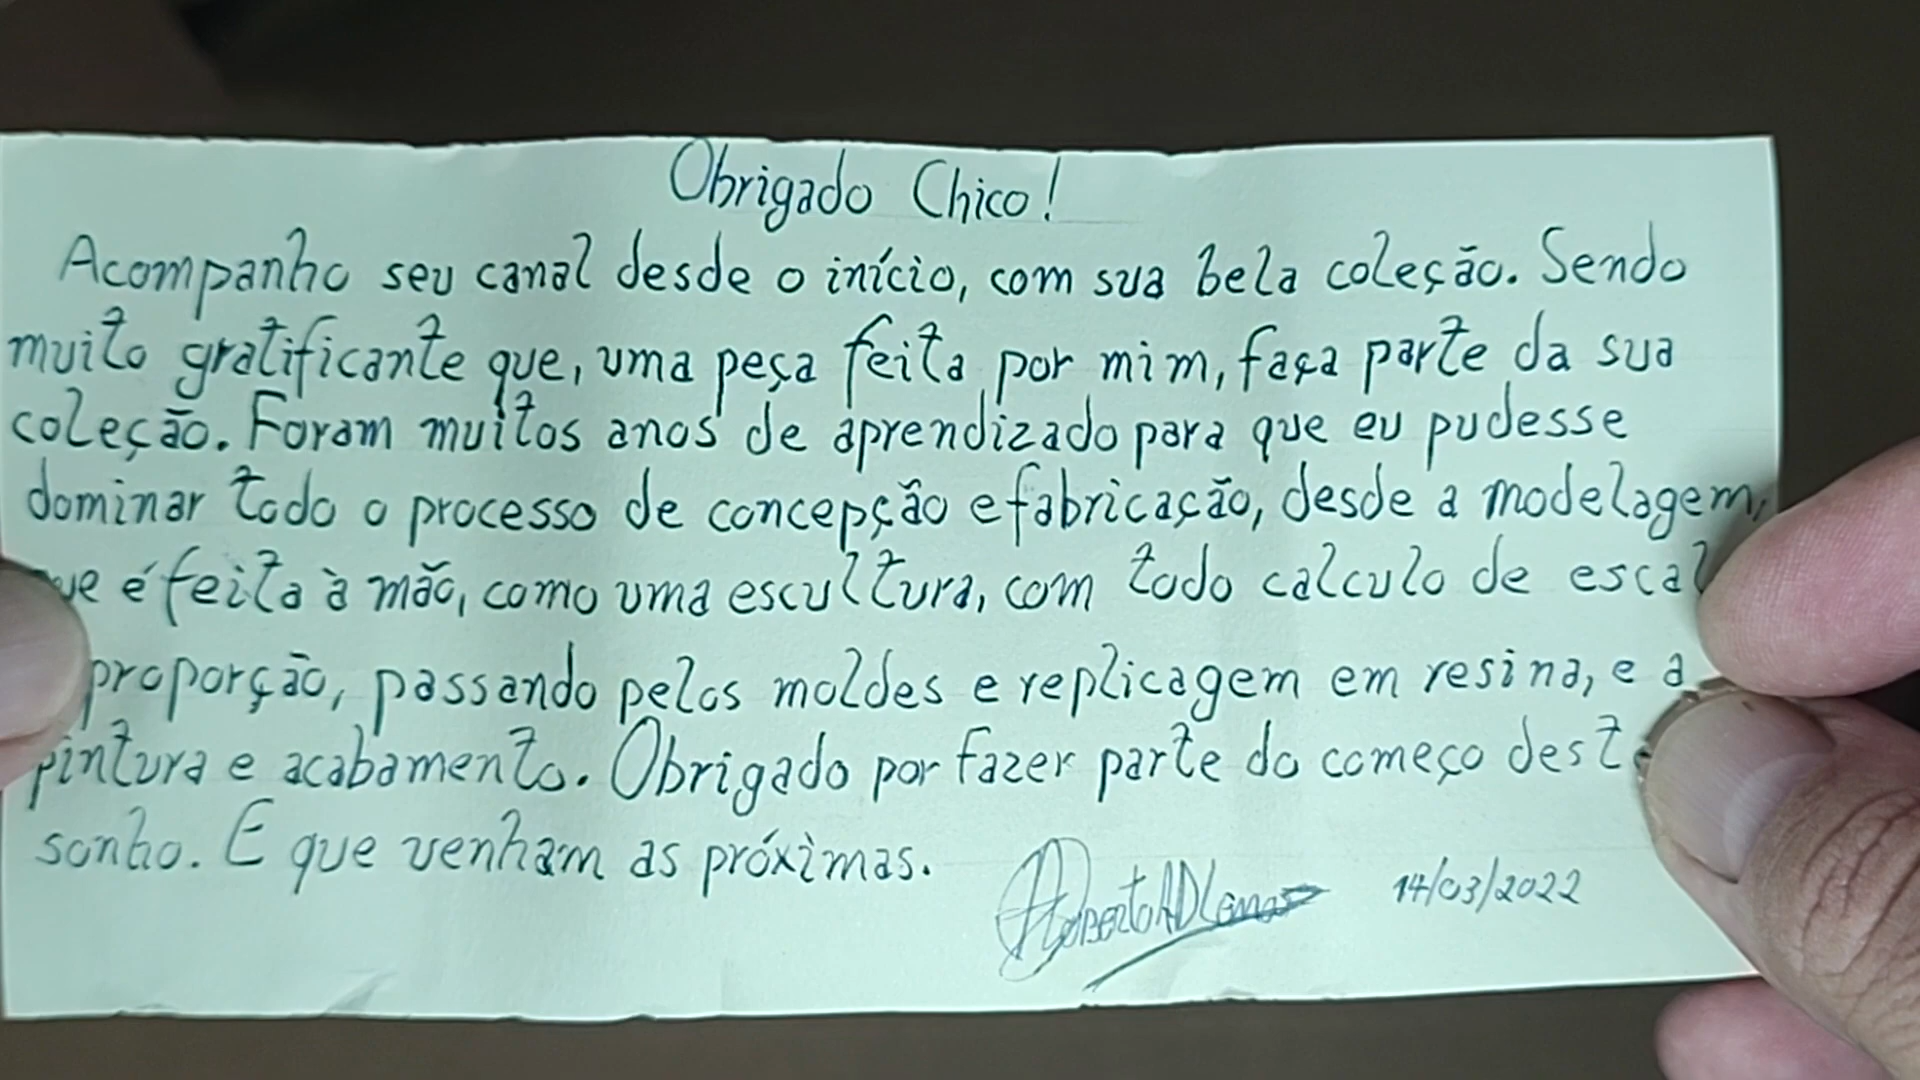 Obrigado Chico!
Acompanho seu canal desde o início, com sua bela coleção. Sendo
muito gratificante que, uma peça feita por mim, faça parte da sua
coleção. Foram muitos anos de aprendizado para que eu pudesse
dominar todo o processo de concepção e fabricação, desde a modelagem,
é feita à mão, como uma escultura, com todo calculo de
proporção, passando pelos moldes e replicagem em resina, e a
pintura e acabamento. Obrigado por fazer parte do começo
sonho. E que venham as próximas.
14/03/2022